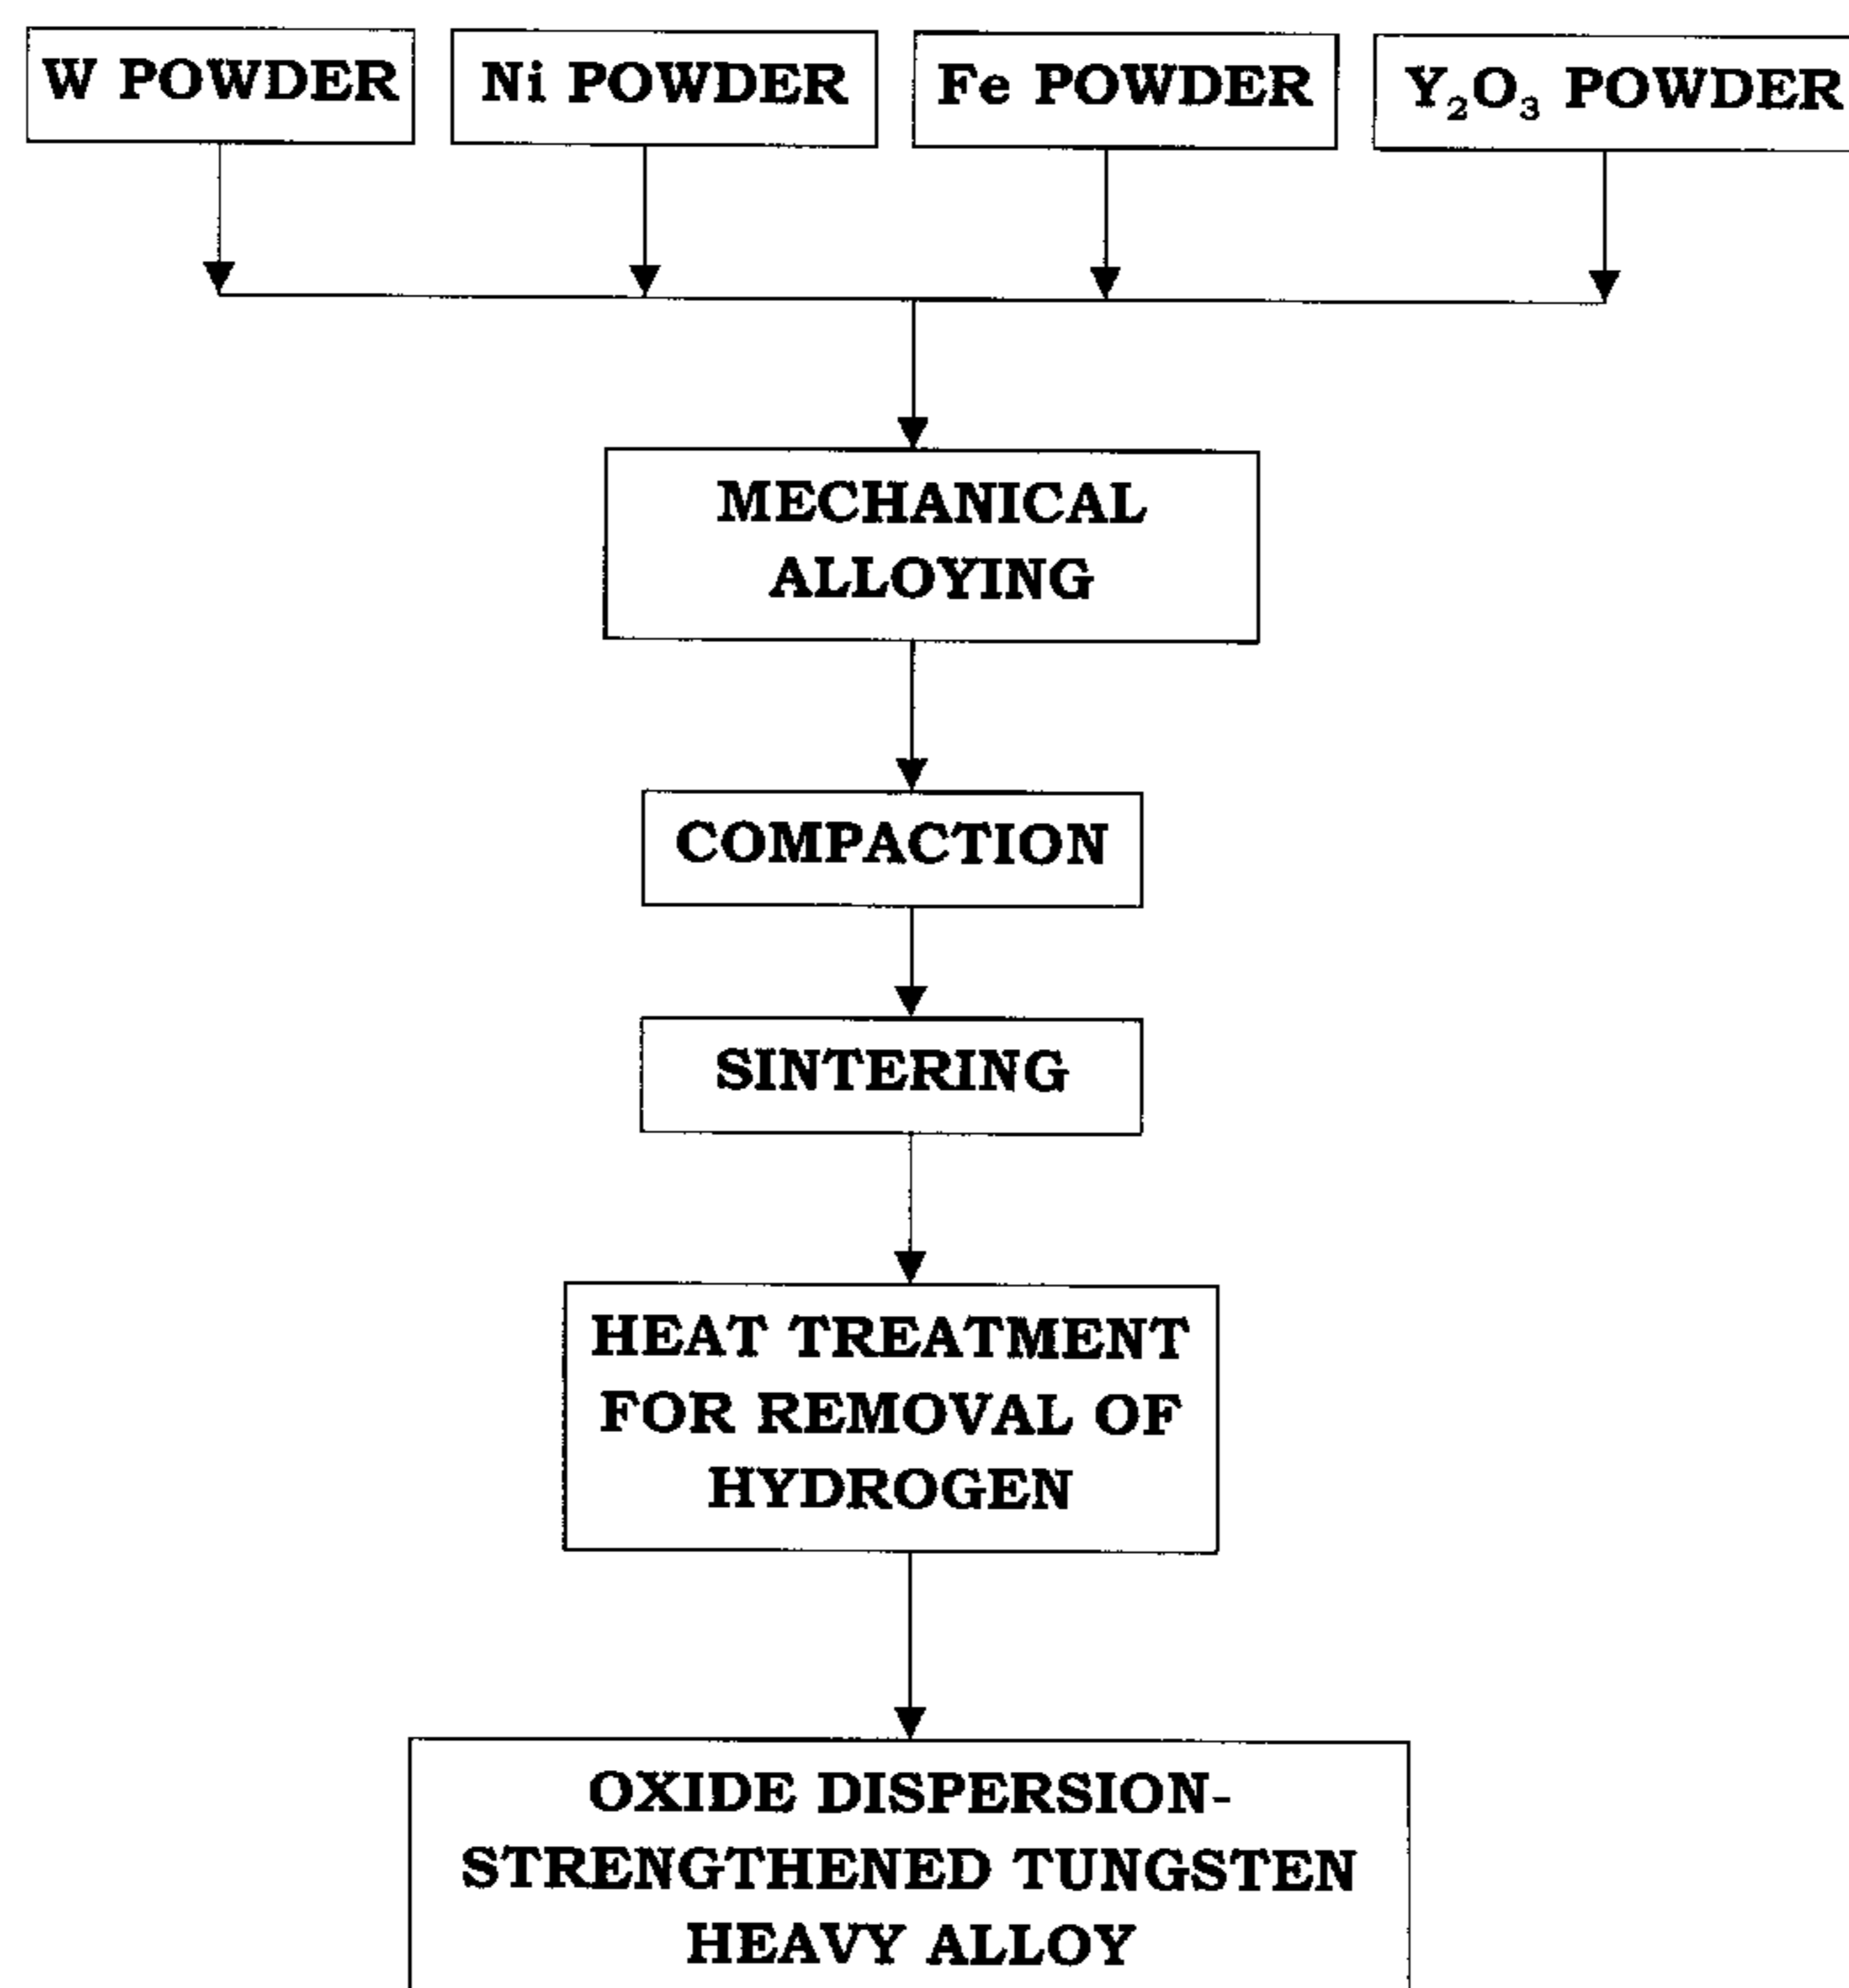 W POWDER
Ni POWDER
Fe POWDER
Y₂O₃ POWDER
MECHANICAL
ALLOYING
COMPACTION
SINTERING
HEAT TREATMENT
FOR REMOVAL OF
HYDROGEN
OXIDE DISPERSION-
STRENGTHENED TUNGSTEN
HEAVY ALLOY